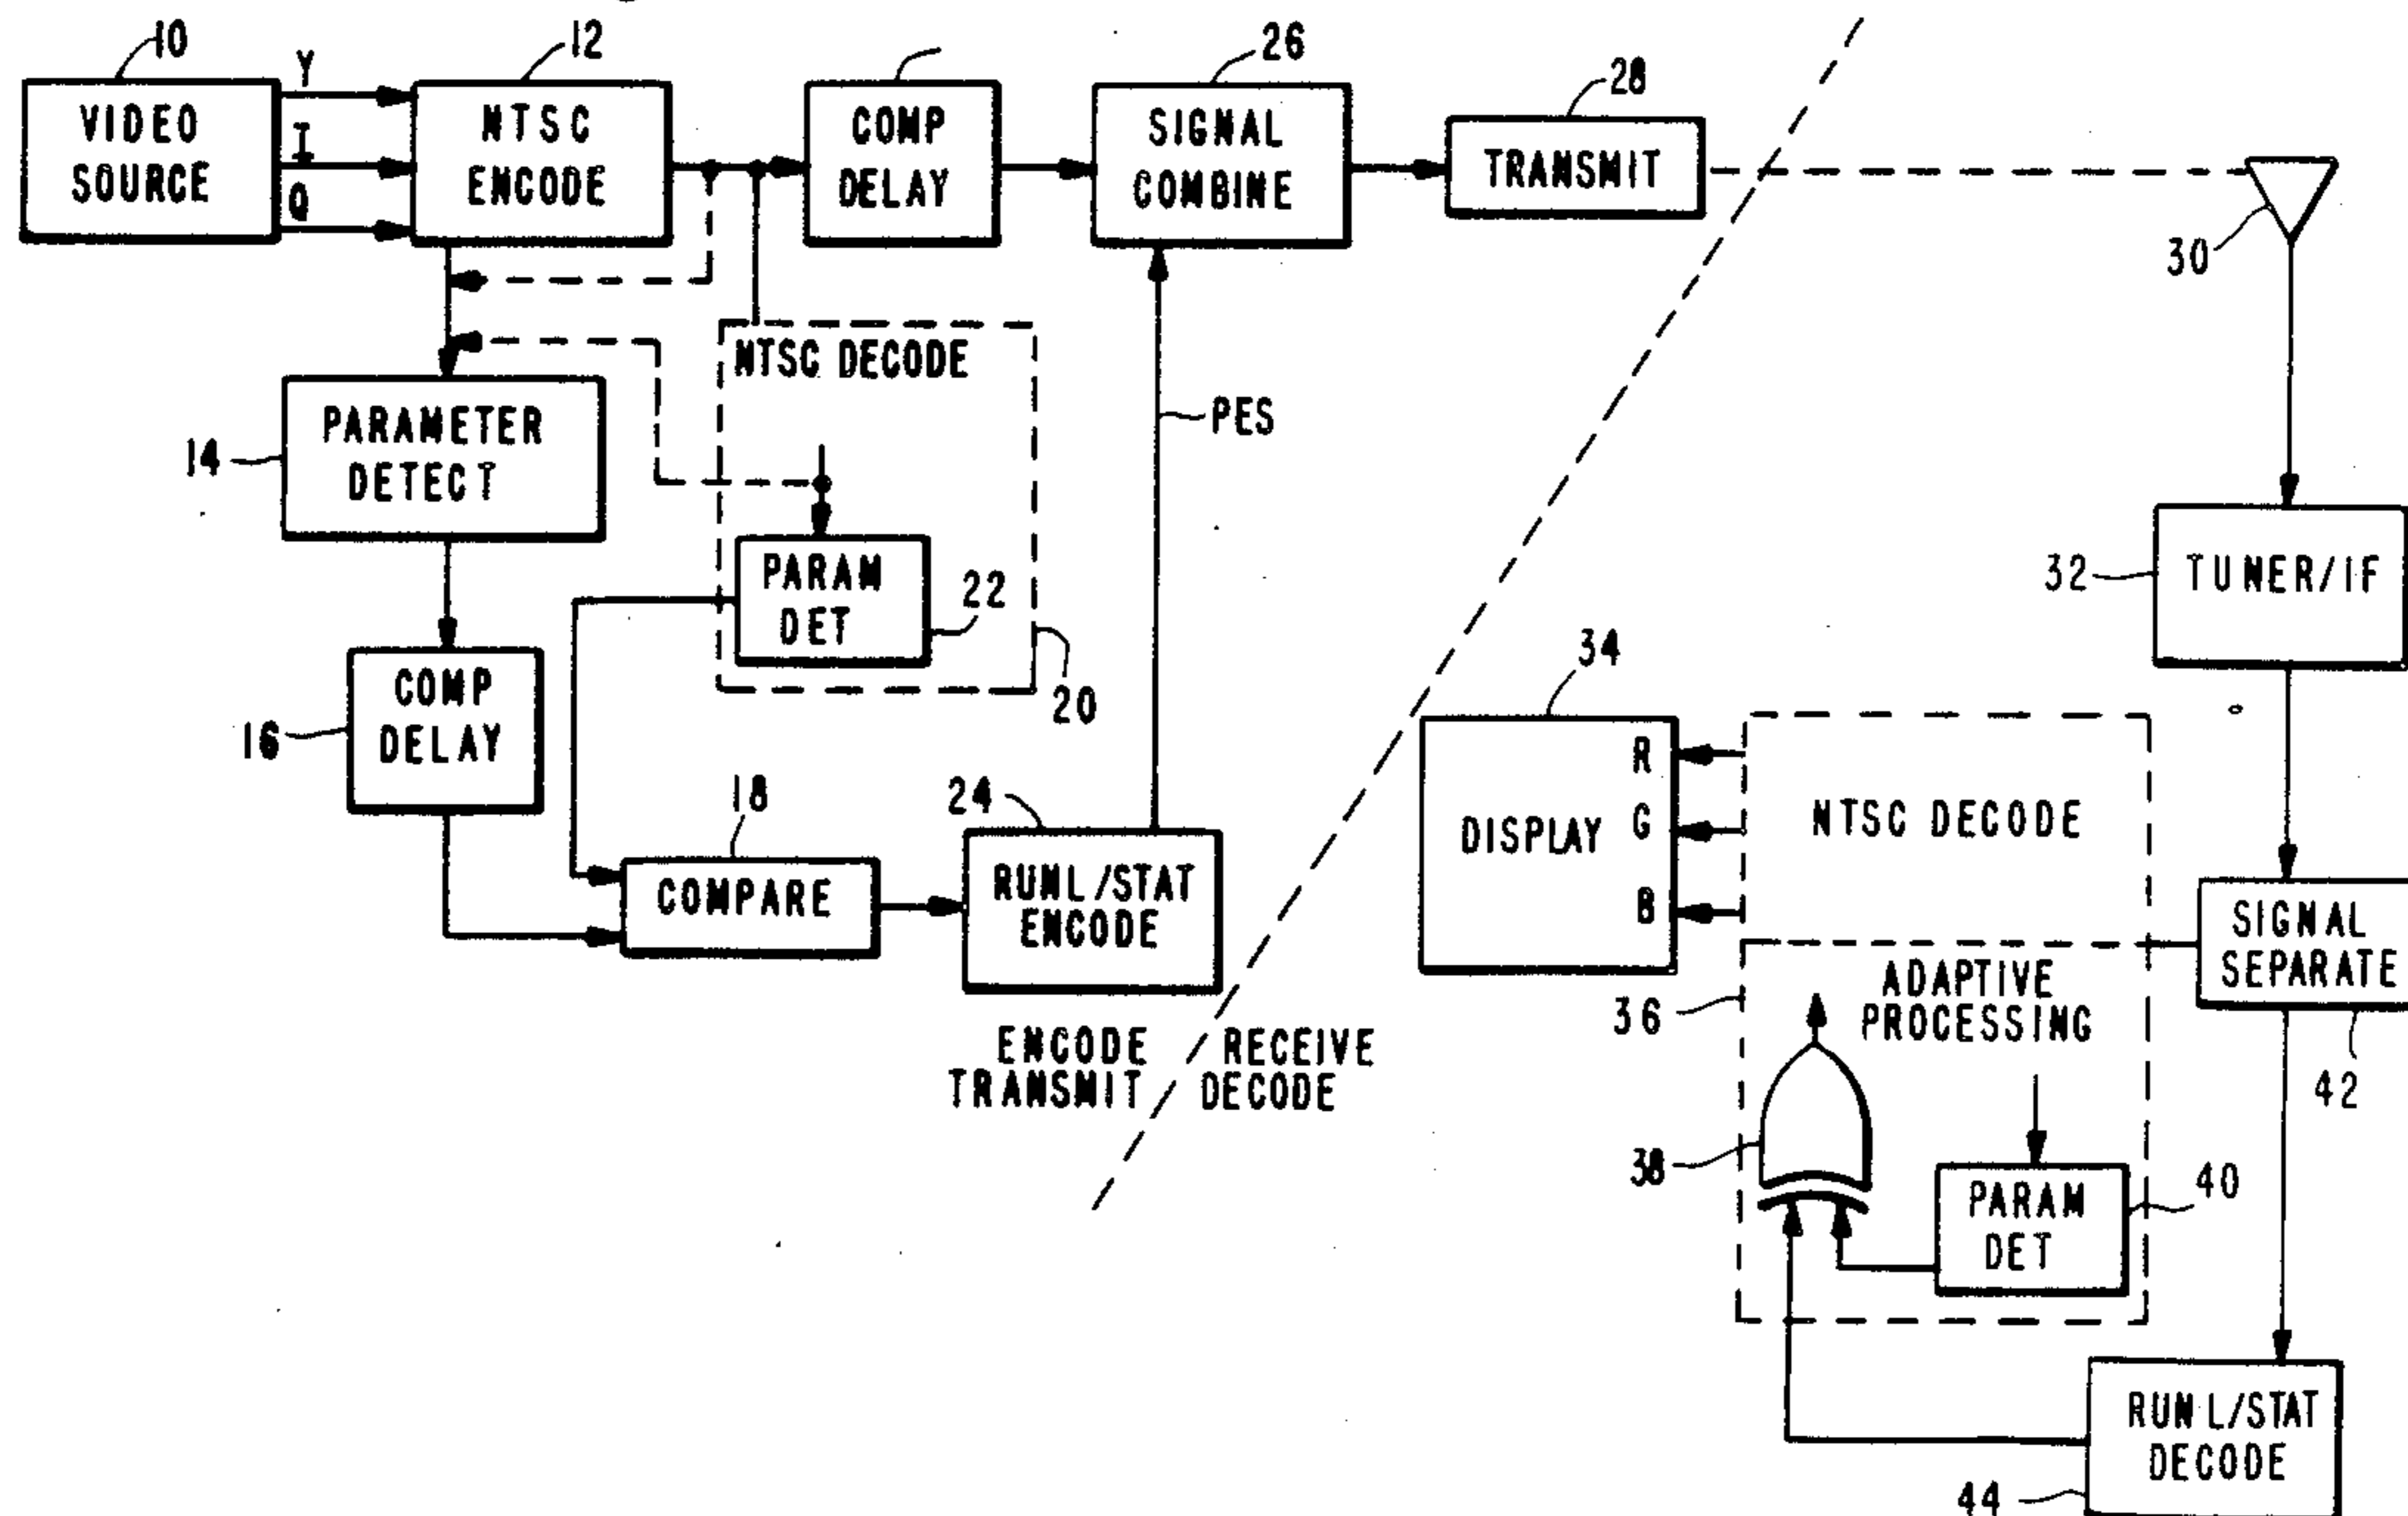 10
12
26
28
Y
I
Q
VIDEO
SOURCE
NTSC
ENCODE
COMP
DELAY
SIGNAL
COMBINE
TRANSMIT
30
NTSC DECODE
PES
14
PARAMETER
DETECT
PARAM
DET
22
20
32
TUNER/IF
16
COMP
DELAY
18
COMPARE
24
RUNL/STAT
ENCODE
34
DISPLAY
R
G
B
NTSC DECODE
SIGNAL
SEPARATE
42
36
ADAPTIVE
PROCESSING
ENCODE
TRANSMIT
RECEIVE
DECODE
38
PARAM
DET
40
RUNL/STAT
DECODE
44